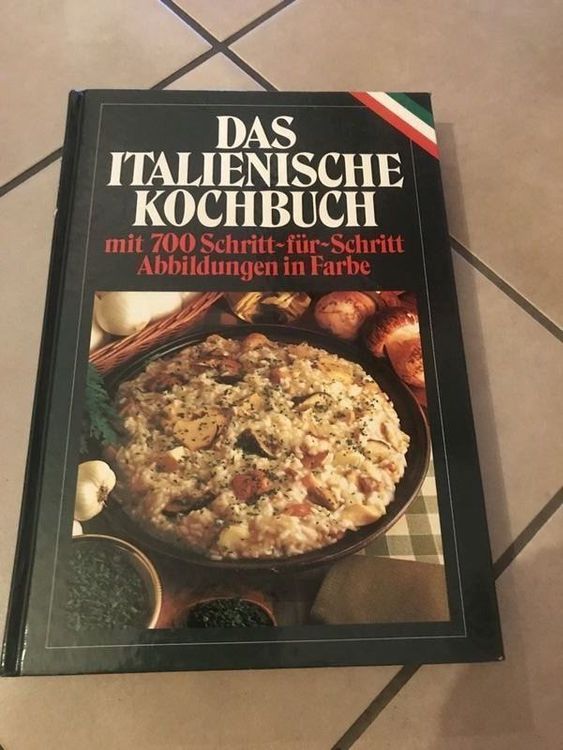 DAS
ITALIENISCHE
KOCHBUCH
mit 700 Schritt-für-Schritt
Abbildungen in Farbe